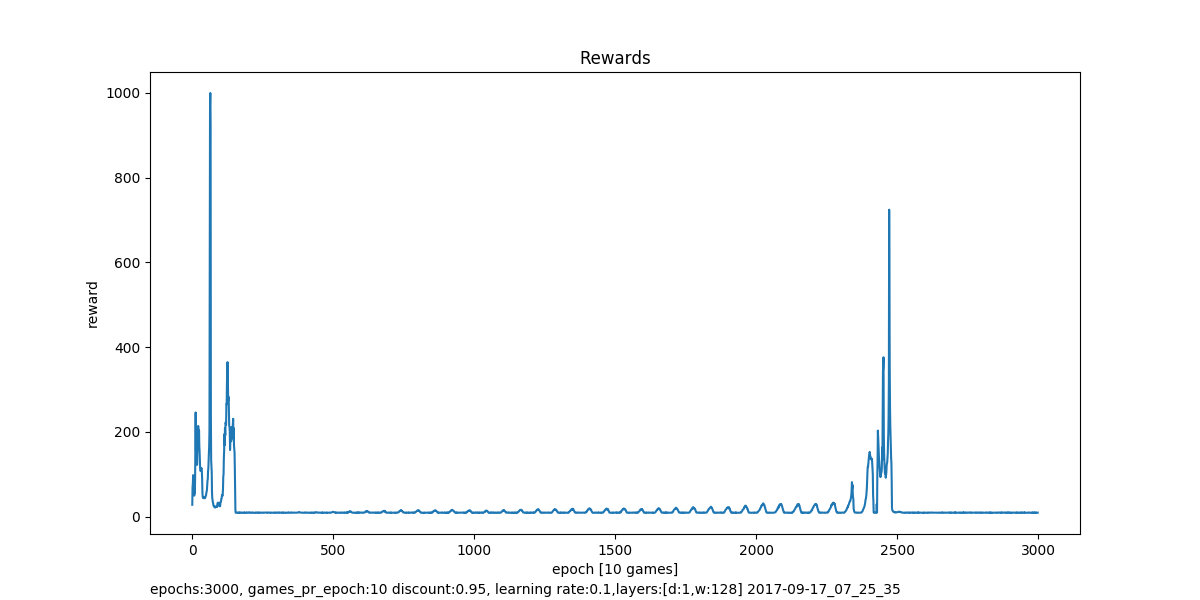 Rewards
1000
800
600
400
200
0
reward
0 500 1000 1500 2000 2500 3000
epoch [10 games]
epochs:3000, games_pr_epoch:10 discount:0.95, learning rate:0.1,layers:[d:1,w:128] 2017-09-17_07_25_35